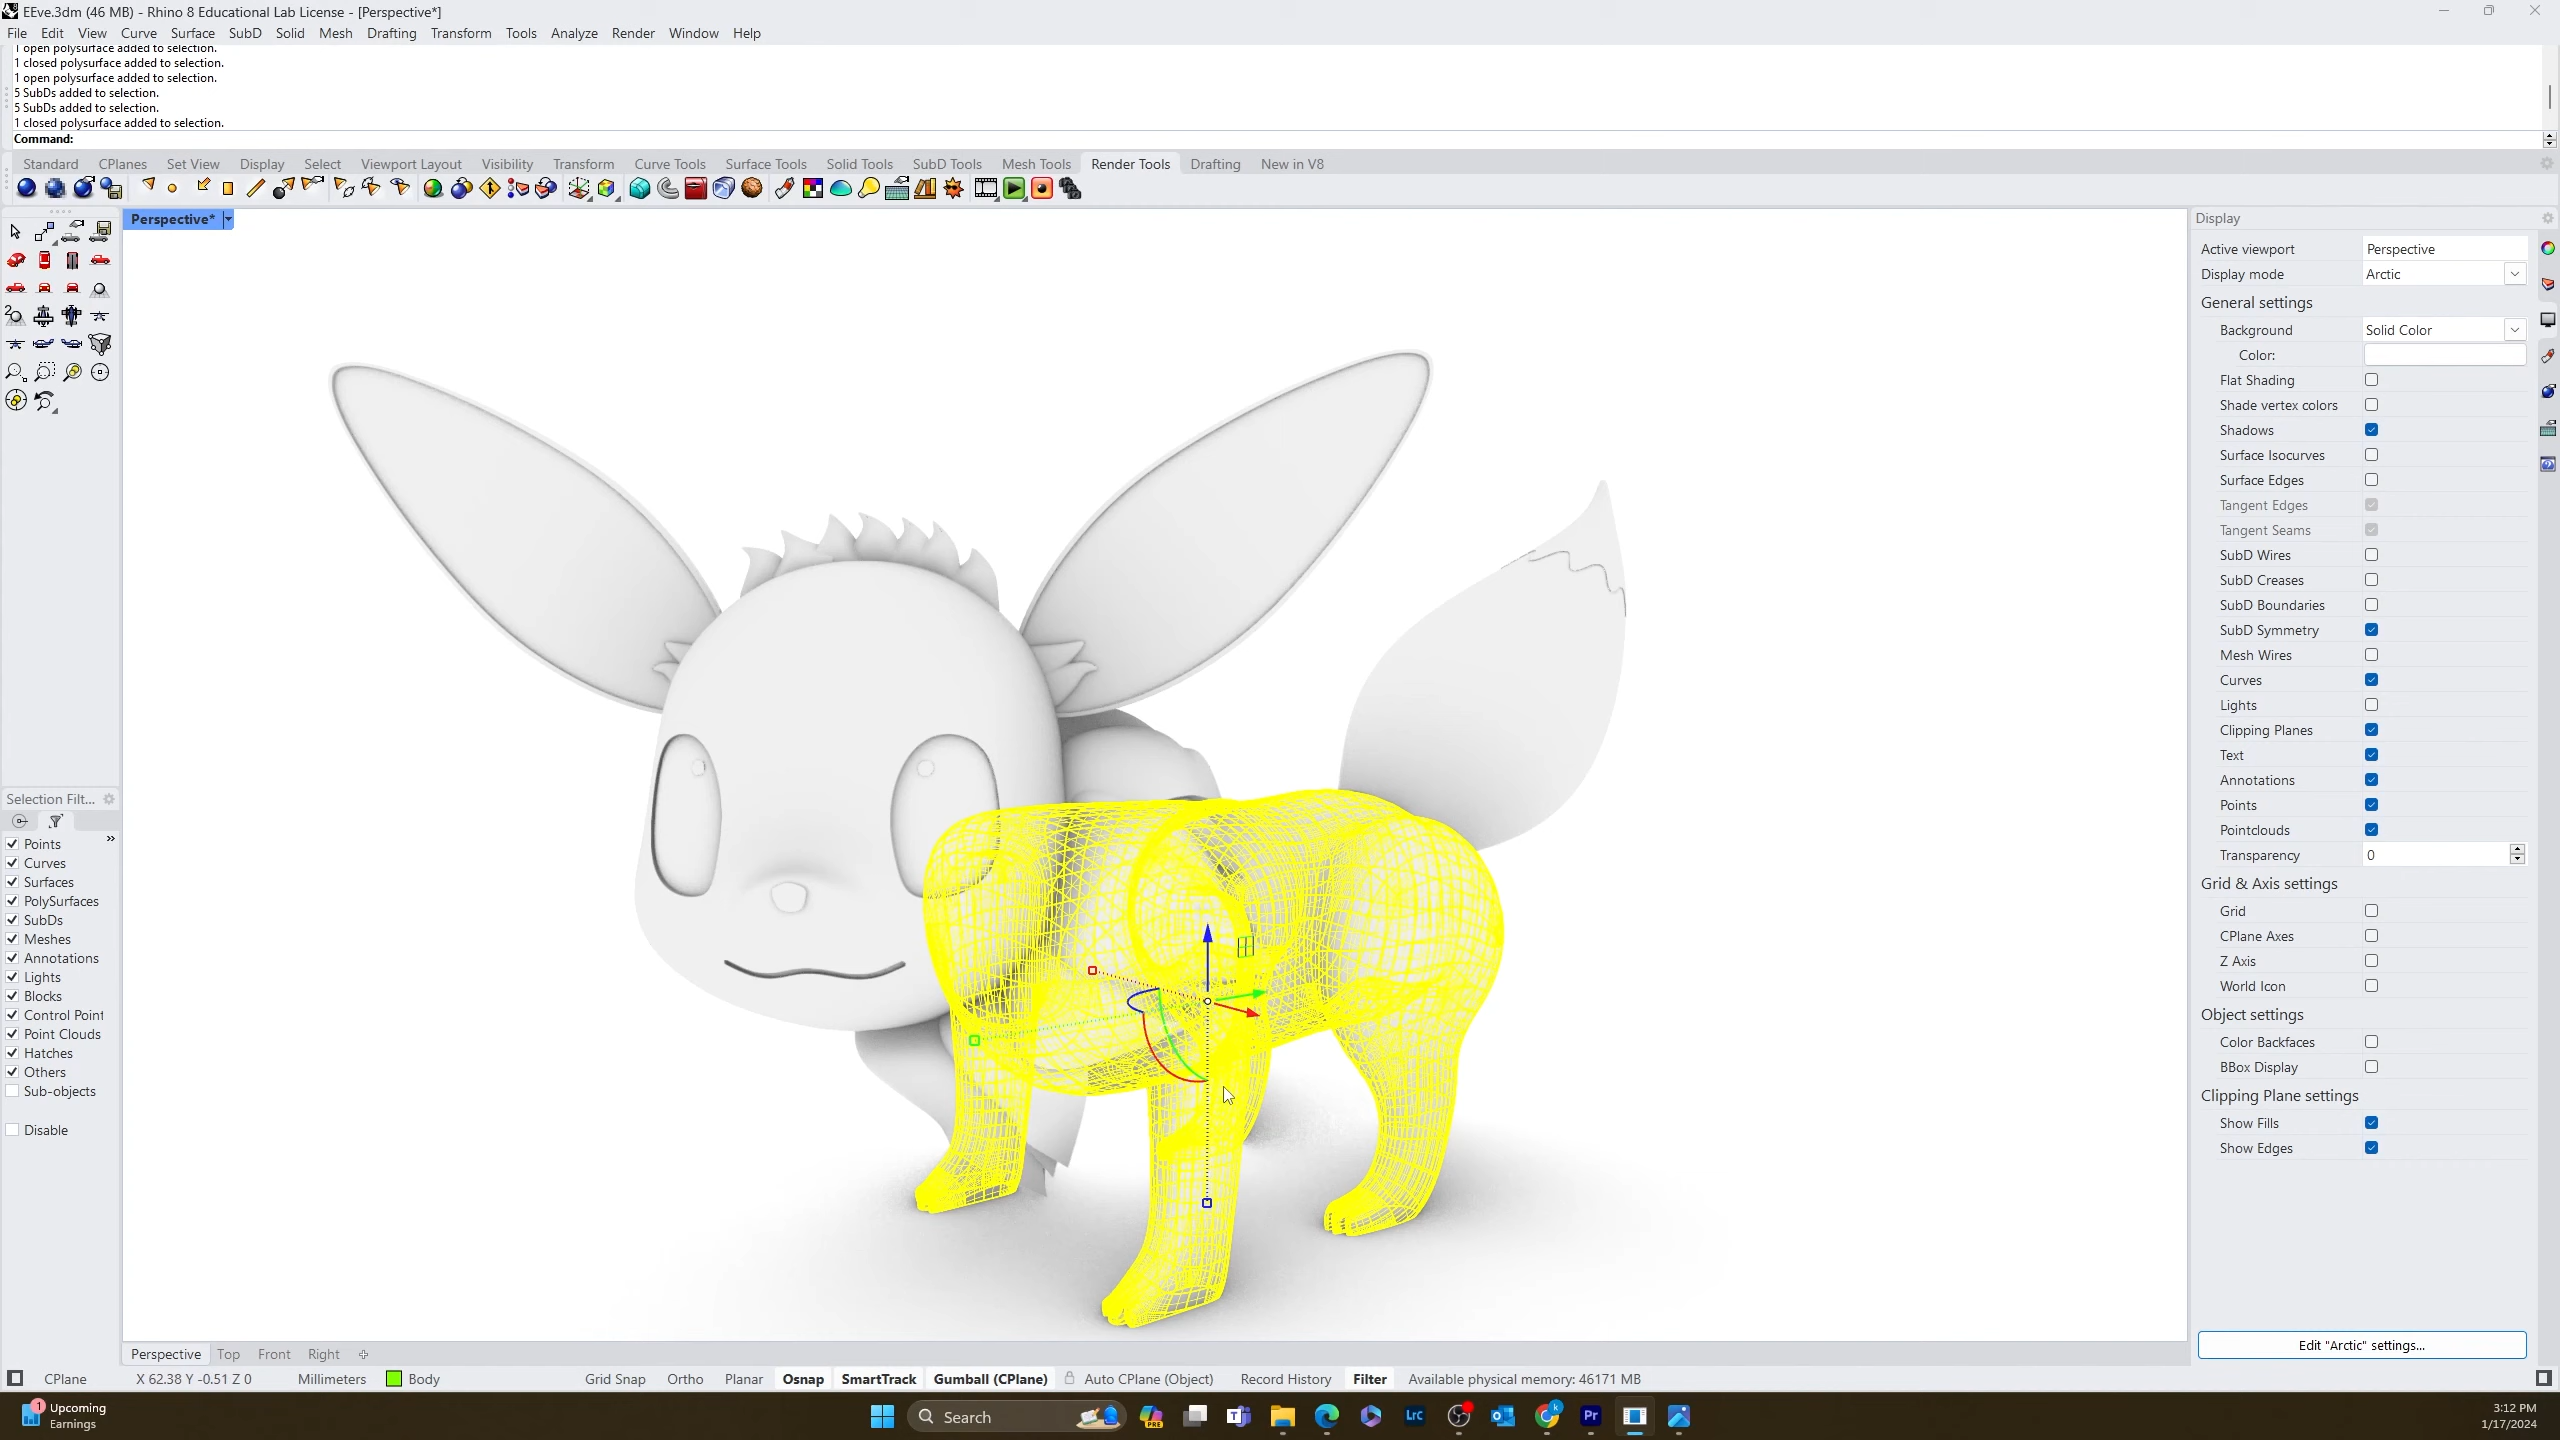 EEve.3dm (46 MB) - Rhino 8 Educational Lab License - [Perspective*]
File Edit View Curve Surface SubD Solid Mesh Drafting Transform Tools Analyze Render Window Help
1 open polysurface added to selection.
1 closed polysurface added to selection.
1 open polysurface added to selection.
5 SubDs added to selection.
5 SubDs added to selection.
1 closed polysurface added to selection.
Command:
Standard CPlanes Set View Display Select Viewport Layout Visibility Transform Curve Tools Surface Tools Solid Tools SubD Tools Mesh Tools Render Tools Drafting New in V8
Perspective*
Selection Filt...
Points
Curves
Surfaces
PolySurfaces
SubDs
Meshes
Annotations
Lights
Blocks
Control Point
Point Clouds
Hatches
Others
Sub-objects
Disable
Display
Active viewport Perspective
Display mode Arctic
General settings
Background Solid Color
Color:
Flat Shading
Shade vertex colors
Shadows
Surface Isocurves
Surface Edges
Tangent Edges
Tangent Seams
SubD Wires
SubD Creases
SubD Boundaries
SubD Symmetry
Mesh Wires
Curves
Lights
Clipping Planes
Text
Annotations
Points
Pointclouds
Transparency 0
Grid & Axis settings
Grid
CPlane Axes
Z Axis
World Icon
Object settings
Color Backfaces
BBox Display
Clipping Plane settings
Show Fills
Show Edges
Edit "Arctic" settings...
Perspective Top Front Right
CPlane X 62.38 Y -0.51 Z 0 Millimeters Body Grid Snap Ortho Planar Osnap SmartTrack Gumball (CPlane) Auto CPlane (Object) Record History Filter Available physical memory: 46171 MB
1 Upcoming
Earnings
Search
PRE
LrC
Pr
3:12 PM
1/17/2024